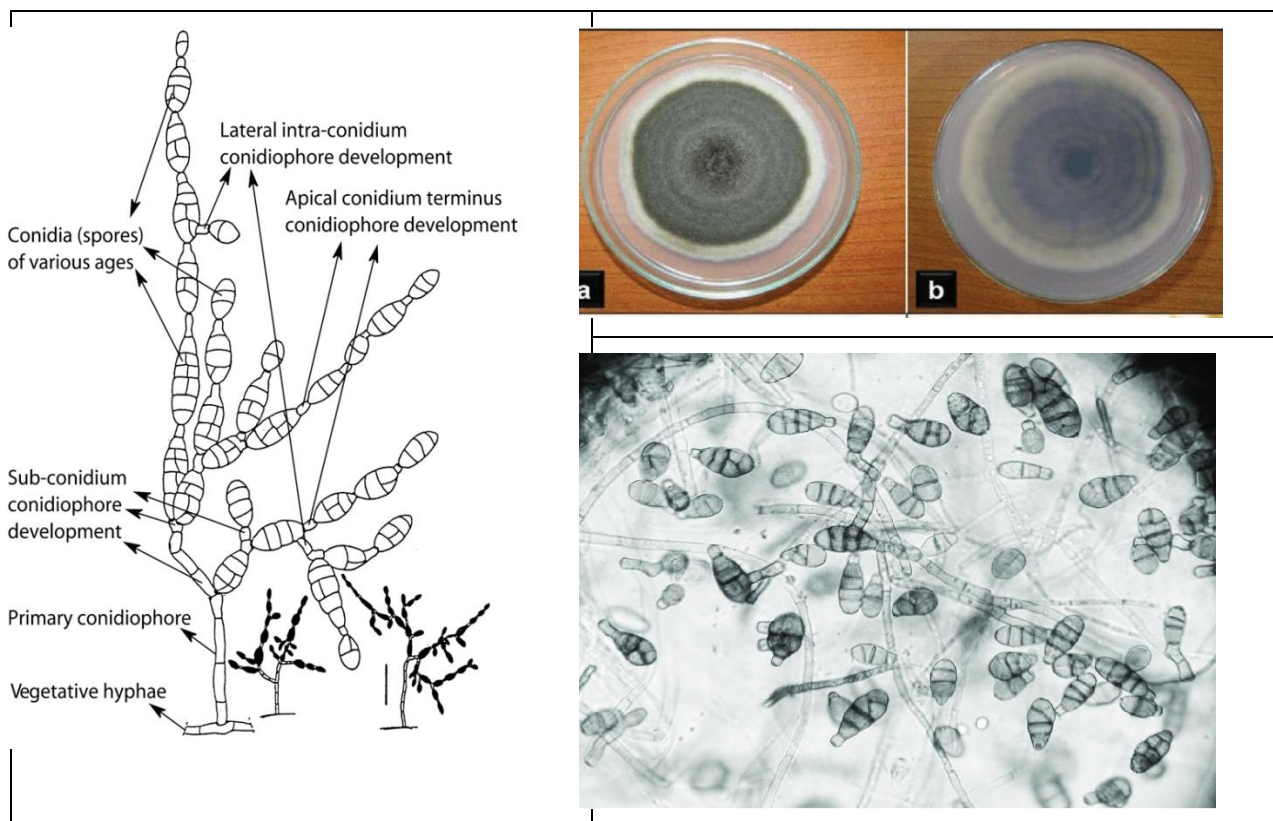 Lateral intra-conidium
conidiophore development
Apical conidium terminus
conidiophore development
Conidia (spores)
of various ages
Sub-conidium
conidiophore
development
Primary conidiophore
Vegetative hyphae
a
b